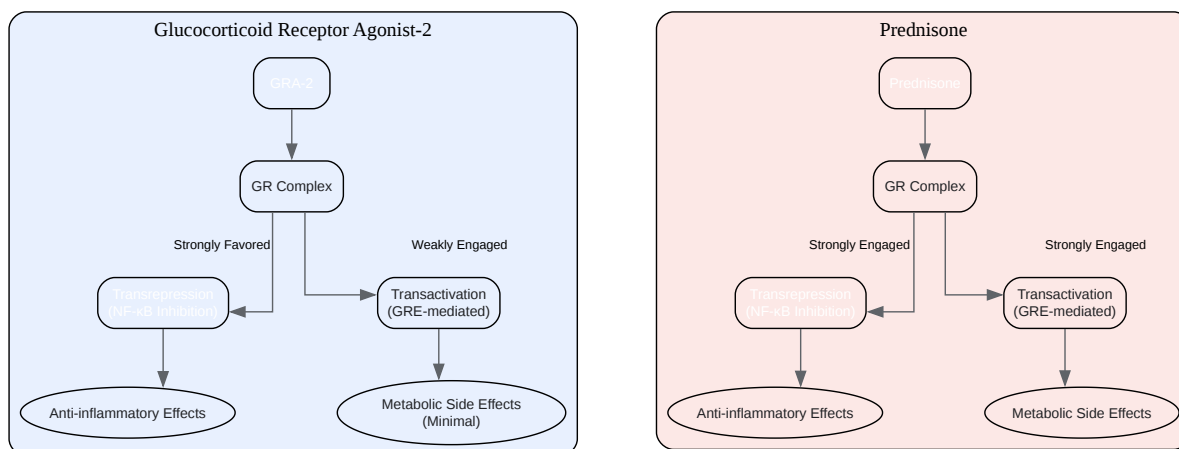 Glucocorticoid Receptor Agonist-2
GRA-2
GR Complex
Strongly Favored
Weakly Engaged
Transrepression
(NF-κB Inhibition)
Transactivation
(GRE-mediated)
Anti-inflammatory Effects
Metabolic Side Effects
(Minimal)
Prednisone
Prednisone
GR Complex
Strongly Engaged
Strongly Engaged
Transrepression
(NF-κB Inhibition)
Transactivation
(GRE-mediated)
Anti-inflammatory Effects
Metabolic Side Effects